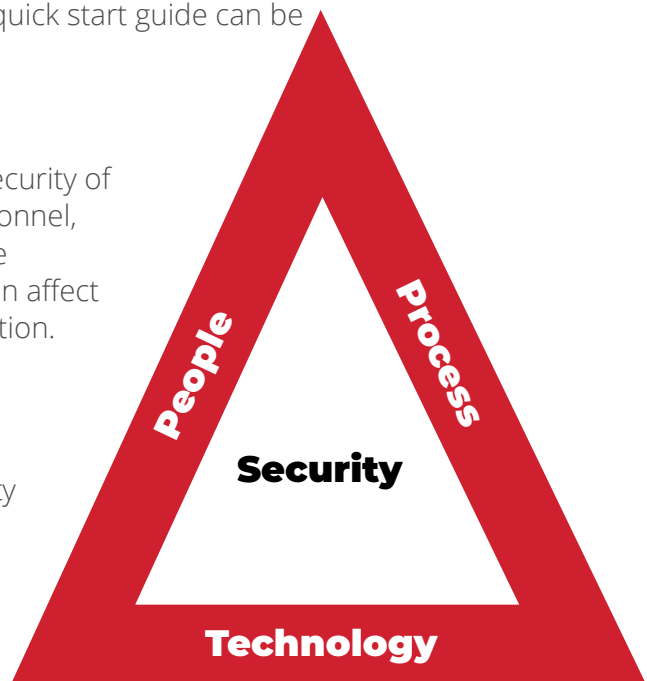 quick start guide can be
ecurity of
onnel,
e
n affect
tion.
ty
People
Process
Security
Technology